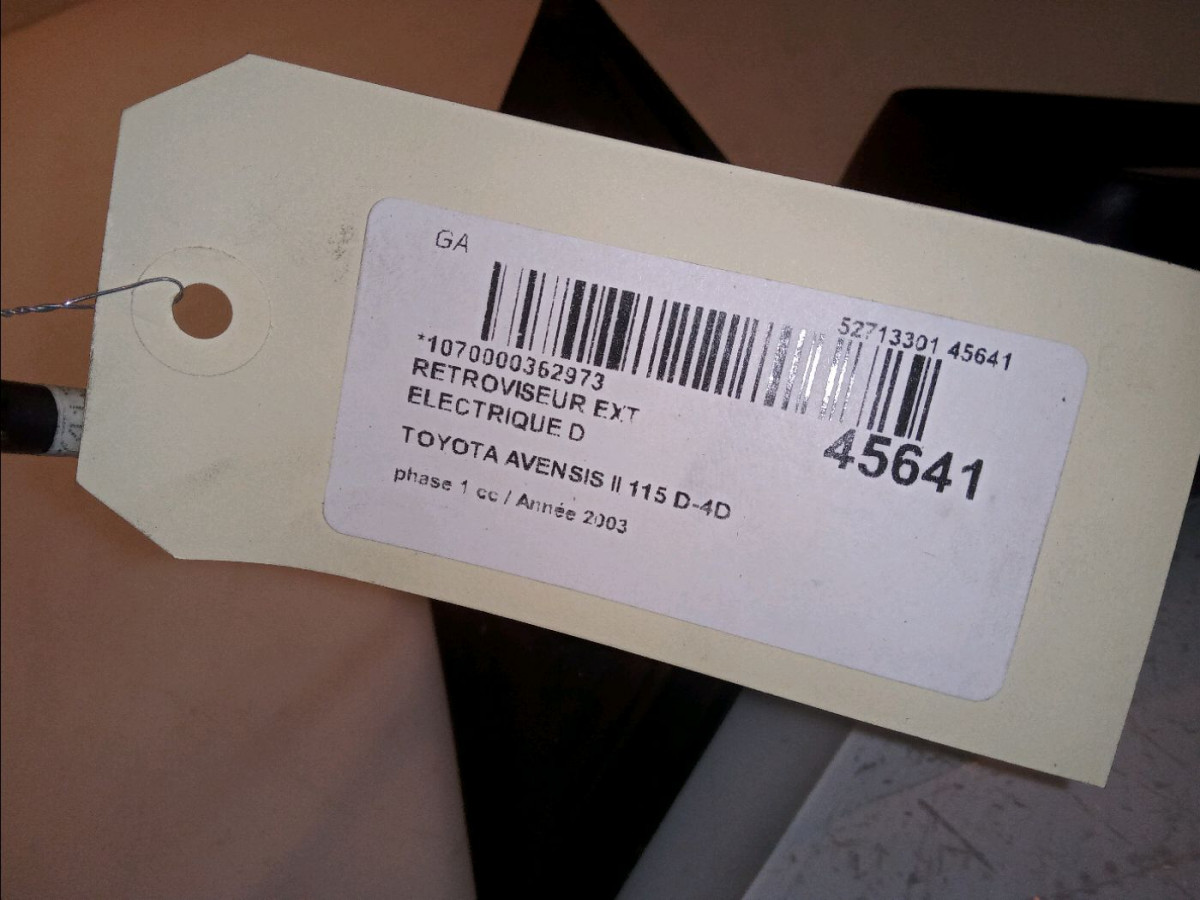 GA
52713301 45641
*1070000362973
RETROVISEUR EXT
ELECTRIQUE D
45641
TOYOTA AVENSIS II 115 D-4D
phase 1 cc / Année 2003